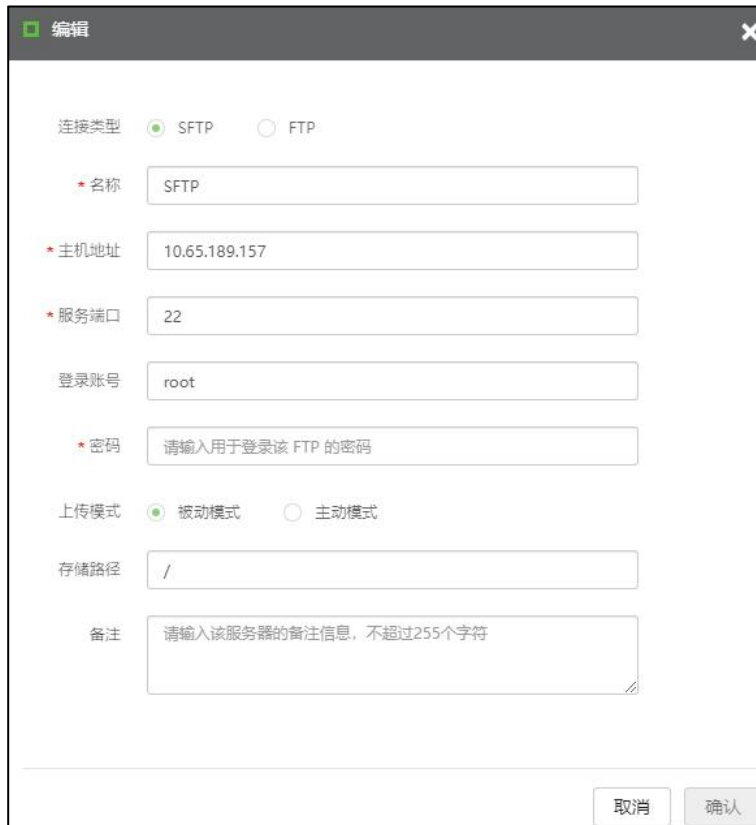 编辑
连接类型 SFTP FTP
* 名称 SFTP
* 主机地址 10.65.189.157
* 服务端口 22
登录账号 root
* 密码 请输入用于登录该 FTP 的密码
上传模式 被动模式 主动模式
存储路径 /
备注 请输入该服务器的备注信息，不超过255个字符
取消 确认